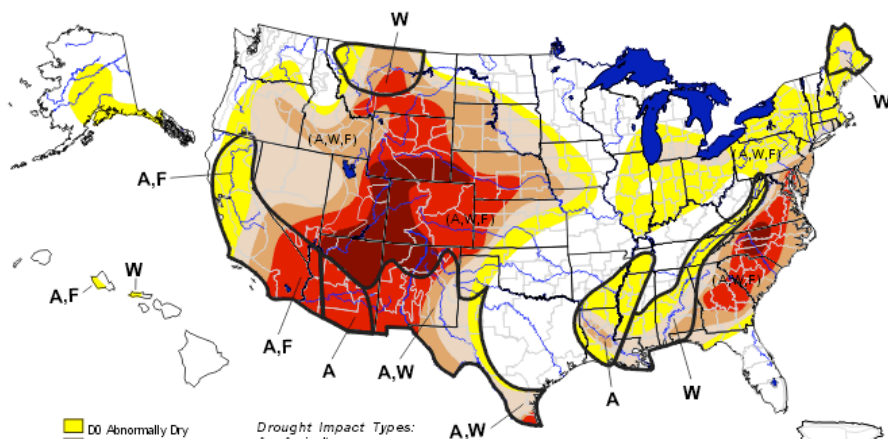 W
W
(A,W,F)
(A,W,F)
A,F
(A,W,F)
(A,W,F)
W
A,F
A,F
A
A,W
A
W
A,W
D0 Abnormally Dry
Drought Impact Types: